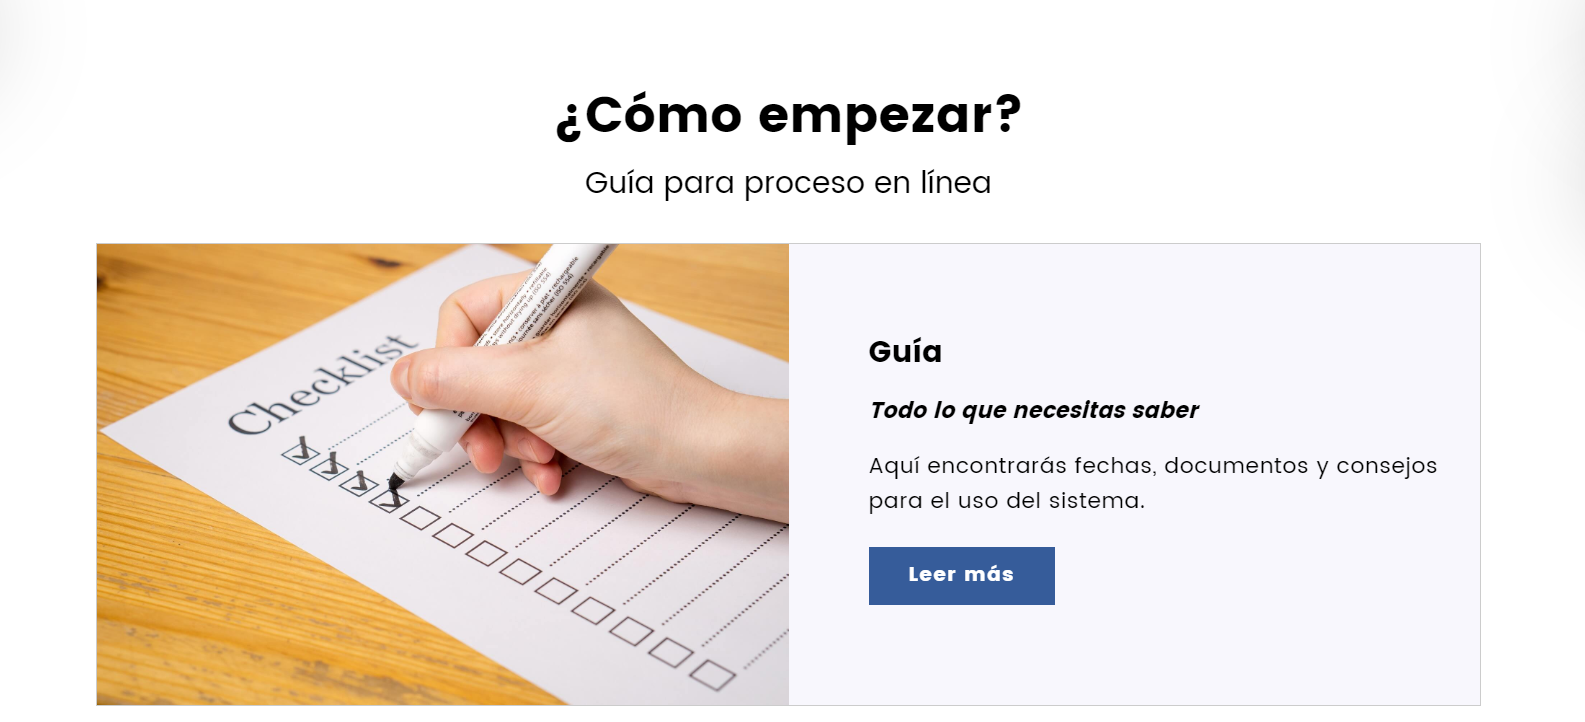 ¿Cómo empezar?
Guía para proceso en línea
Checklist
Guía
Todo lo que necesitas saber
Aquí encontrarás fechas, documentos y consejos
para el uso del sistema.
Leer más